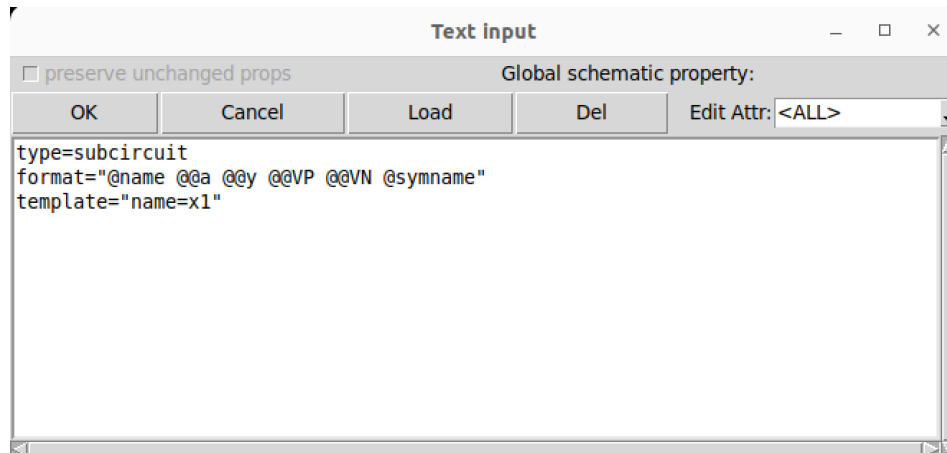 Text input
preserve unchanged props Global schematic property:
OK Cancel Load Del Edit Attr: <ALL>
type=subcircuit
format="@name @@a @@y @@VP @@VN @symname"
template="name=x1"